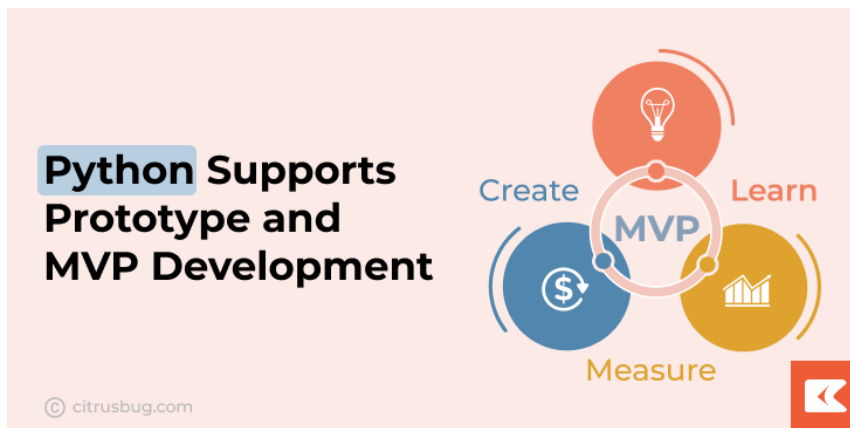 Python Supports
Prototype and
MVP Development
Create
Learn
MVP
$
Measure
© citrusbug.com